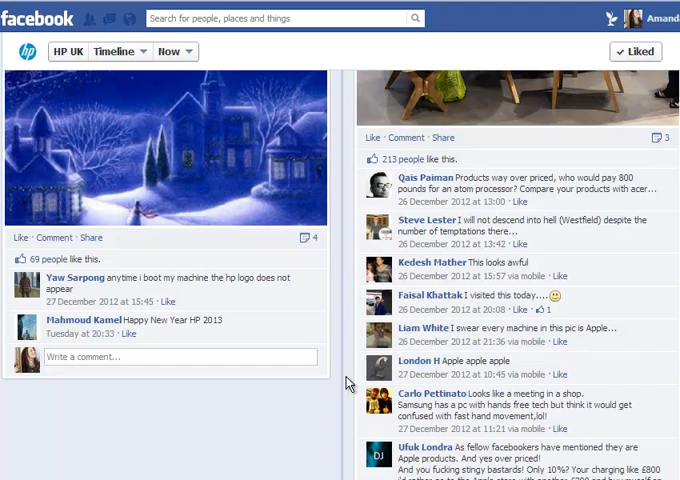 facebook
Search for people, places and things
Amand
hp
HP UK
Timeline
Now
✓ Liked
Like · Comment · Share
4
69 people like this.
Yaw Sarpong anytime i boot my machine the hp logo does not
appear
27 December 2012 at 15:45 · Like
Mahmoud Kamel Happy New Year HP 2013
Tuesday at 20:33 · Like
Write a comment...
Like · Comment · Share
3
213 people like this.
Qais Paiman Products way over priced, who would pay 800
pounds for an atom processor? Compare your products with acer...
26 December 2012 at 13:00 · Like
Steve Lester I will not descend into hell (Westfield) despite the
number of temptations there...
26 December 2012 at 13:42 · Like
Kedesh Mather This looks awful
26 December 2012 at 15:57 via mobile · Like
Faisal Khattak I visited this today....
26 December 2012 at 20:08 · Like · 1
Liam White I swear every machine in this pic is Apple...
26 December 2012 at 21:36 via mobile · Like
London H Apple apple apple
27 December 2012 at 10:45 via mobile · Like
Carlo Pettinato Looks like a meeting in a shop.
Samsung has a pc with hands free tech but think it would get
confused with fast hand movement,lol!
27 December 2012 at 11:21 via mobile · Like
DJ
Ufuk Londra As fellow facebookers have mentioned they are
Apple products. And yes over priced!
And you fucking stingy bastards! Only 10%? Your charging like £800